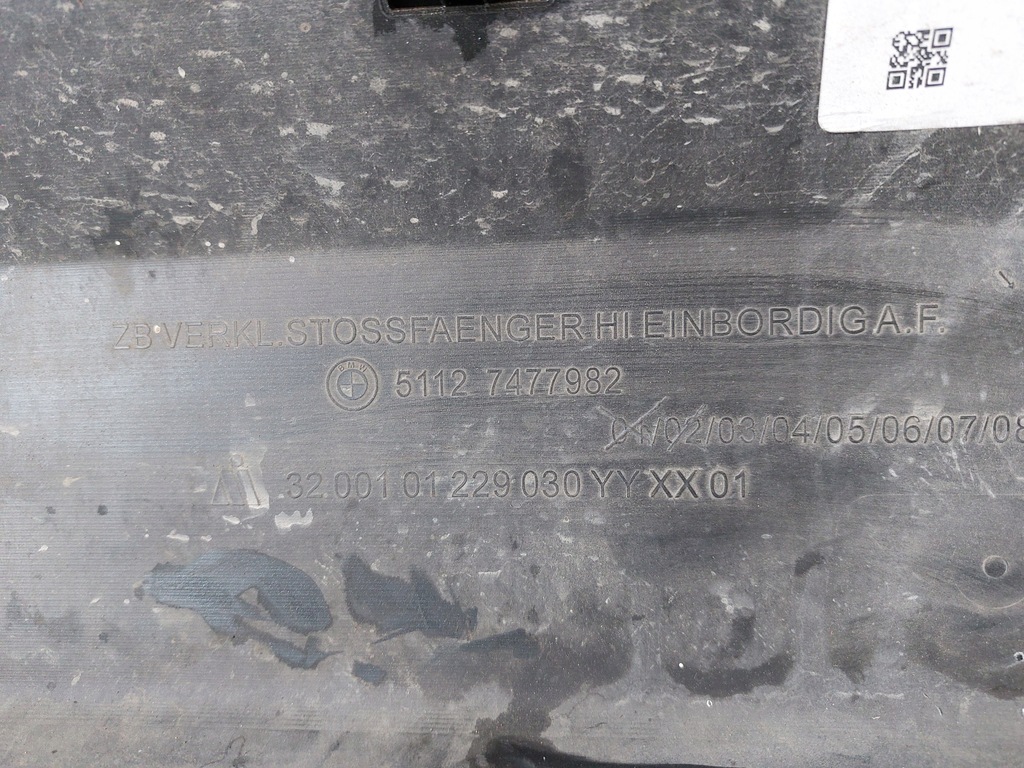 ZB VERKL.STOSSFAENGER HI EINBORDIG A.F.
BMW 5112 7477982
01/02/03/04/05/06/07/08
32.001 01 229 030 YY XX 01